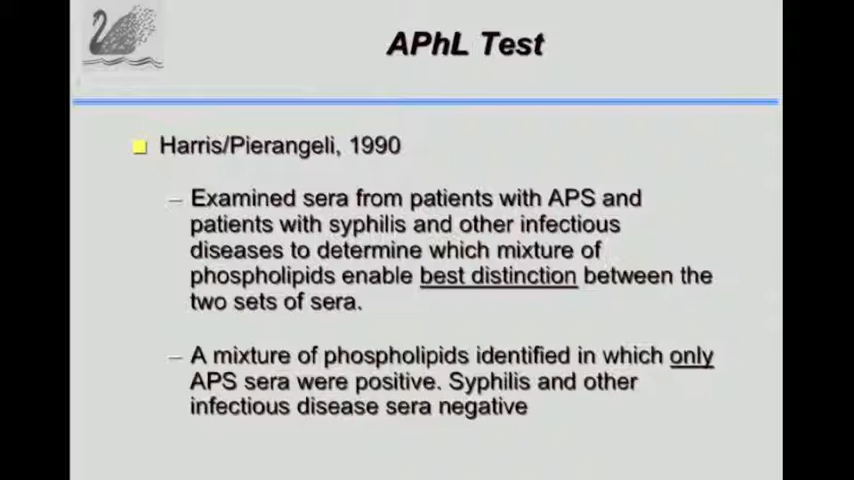 APhL Test
Harris/Pierangeli, 1990
– Examined sera from patients with APS and
patients with syphilis and other infectious
diseases to determine which mixture of
phospholipids enable best distinction between the
two sets of sera.
– A mixture of phospholipids identified in which only
APS sera were positive. Syphilis and other
infectious disease sera negative